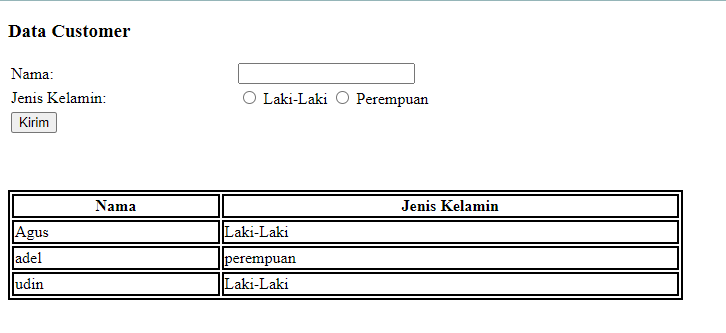 Data Customer
Nama:
Jenis Kelamin: Laki-Laki Perempuan
Kirim
Nama Jenis Kelamin
Agus Laki-Laki
adel perempuan
udin Laki-Laki